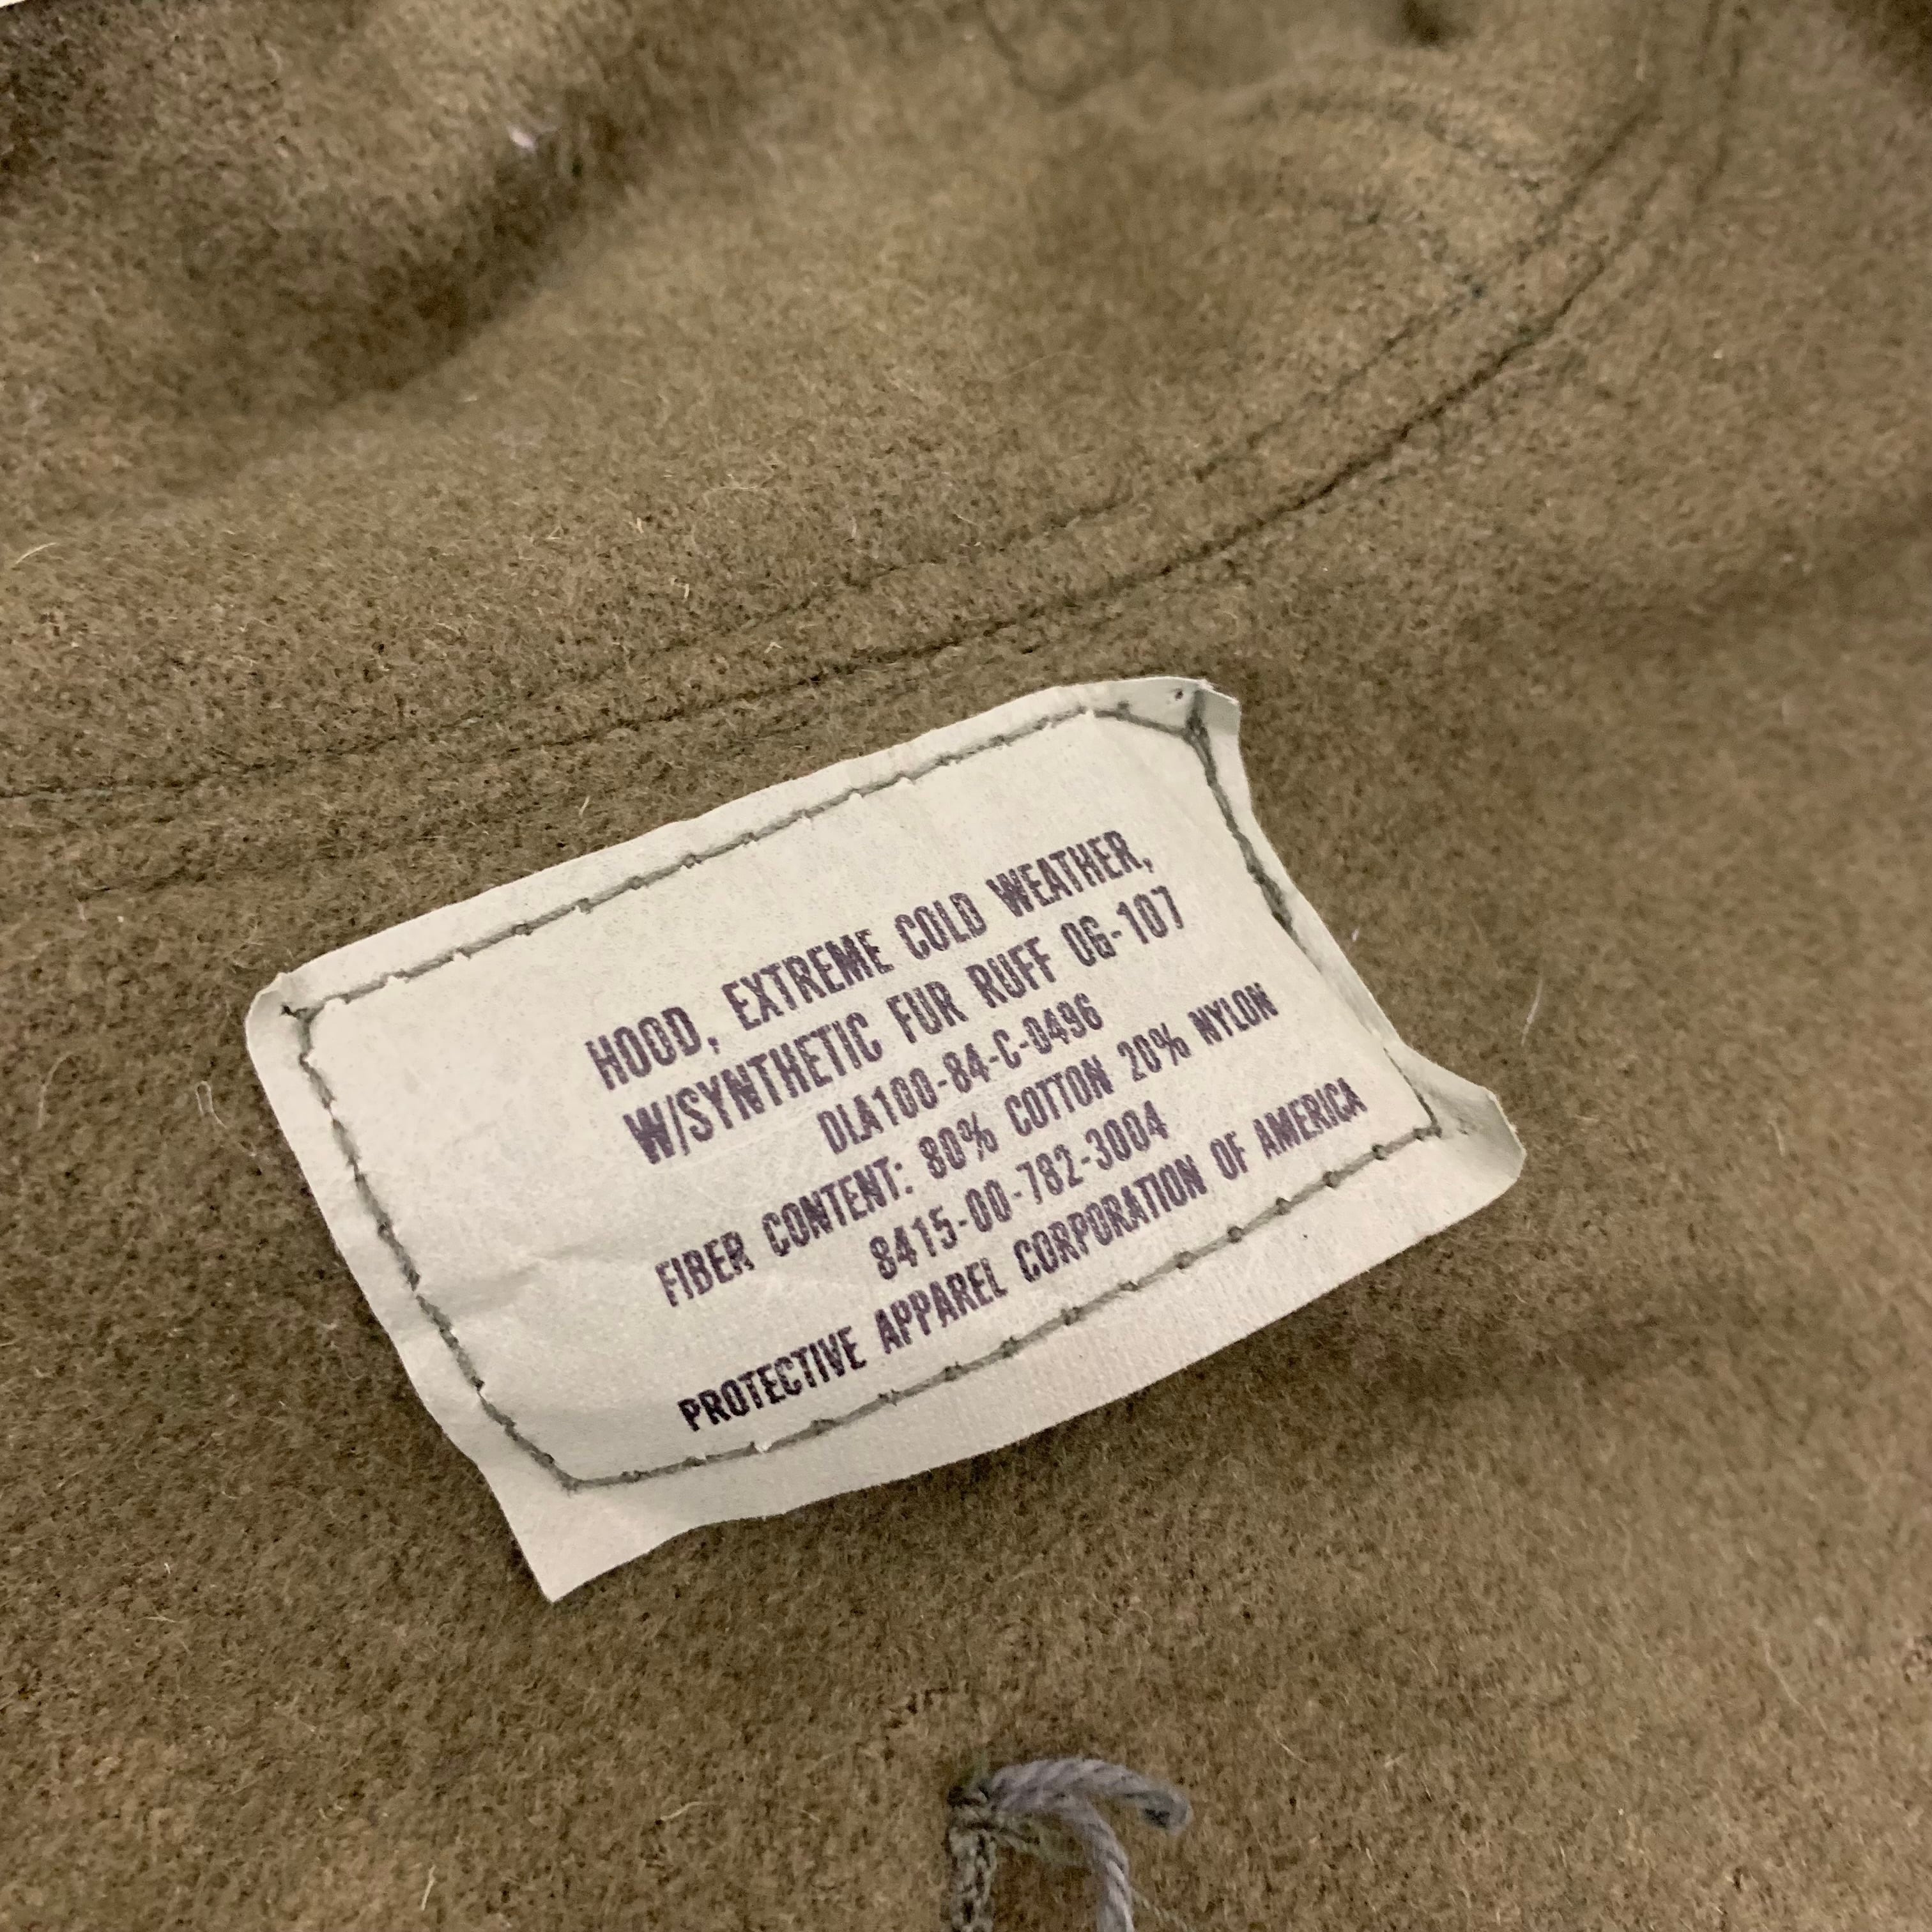 HOOD, EXTREME COLD WEATHER,
W/SYNTHETIC FUR RUFF OG-107
DLA100-84-C-0496
FIBER CONTENT: 80% COTTON 20% NYLON
8415-00-782-3004
PROTECTIVE APPAREL CORPORATION OF AMERICA